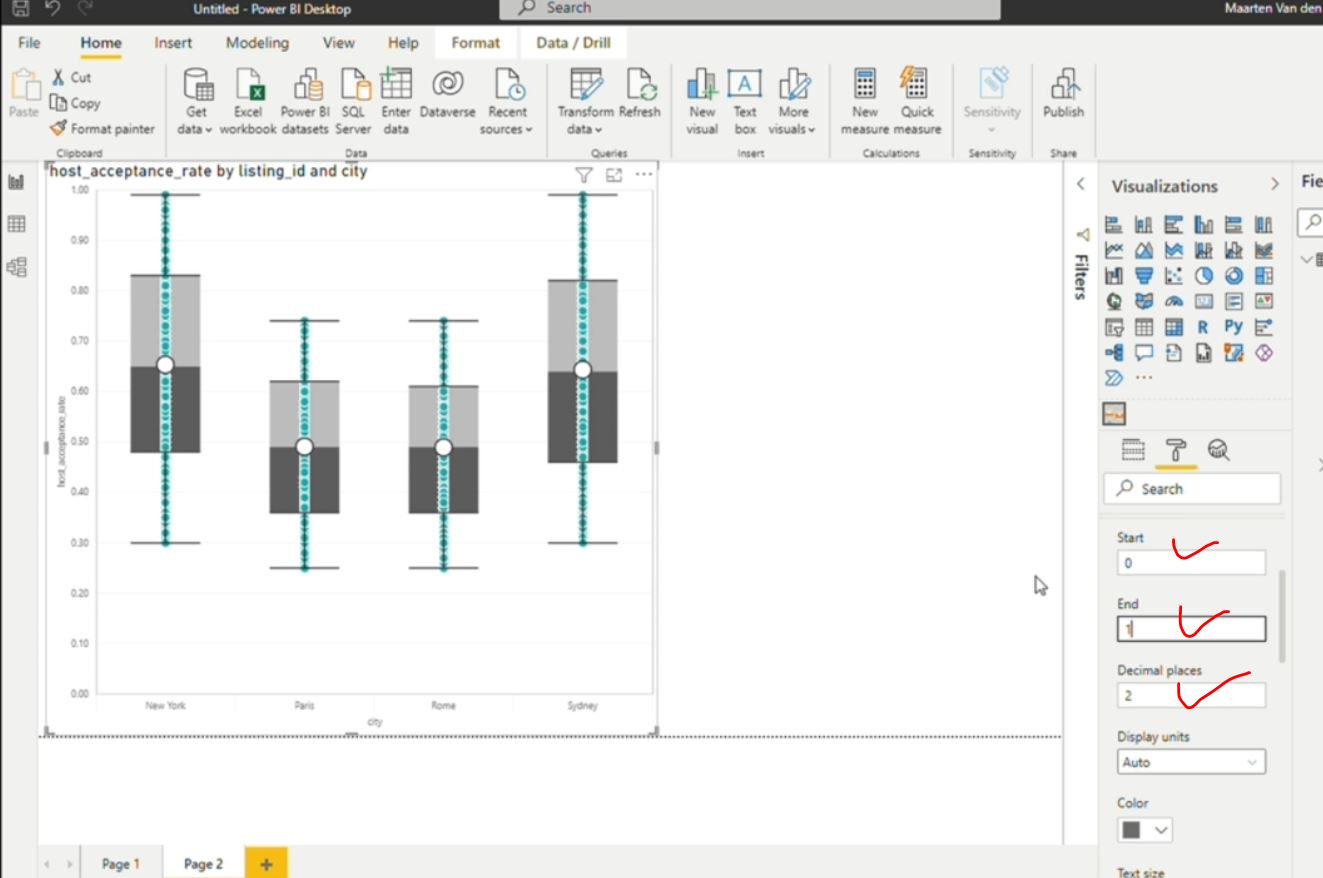 Untitled - Power BI Desktop
Search
Maarten Van den
File Home Insert Modeling View Help Format Data / Drill
Paste
Cut
Copy
Format painter
Get data
Excel workbook
Power BI datasets
SQL Server
Enter data
Dataverse
Recent sources
Transform data
Refresh
New visual
Text box
More visuals
New measure
Quick measure
Sensitivity
Publish
Clipboard Data Queries Insert Calculations Sensitivity Share
host_acceptance_rate by listing_id and city
1.00
0.90
0.80
0.70
0.60
0.50
0.40
0.30
0.20
0.10
0.00
host_acceptance_rate
New York Paris Rome Sydney
city
Filters
Visualizations
R Py
Search
Start
0
End
1
Decimal places
2
Display units
Auto
Color
Text size
Fie
Page 1 Page 2 +